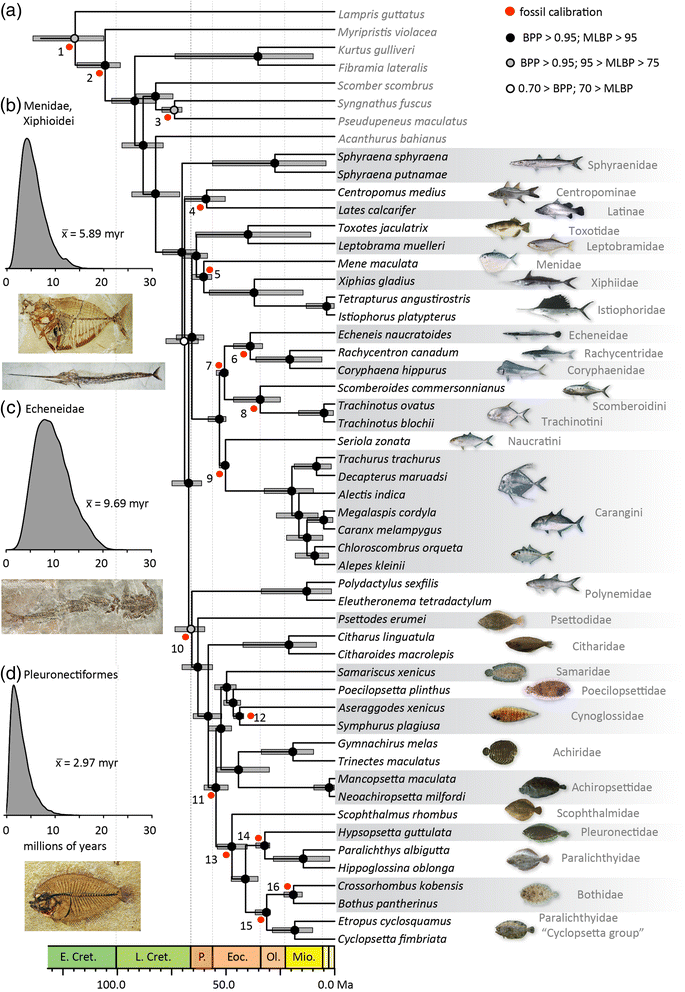 (a)
Lampris guttatus
Myripristis violacea
Kurtus gulliveri
Fibramia lateralis
Scomber scombrus
Syngnathus fuscus
Pseudupeneus maculatus
Acanthurus bahianus
Sphyraena sphyraena
Sphyraena putnamae
Centropomus medius
Lates calcarifer
Toxotes jaculatrix
Leptobrama muelleri
Mene maculata
Xiphias gladius
Tetrapturus angustirostris
Istiophorus platypterus
Echeneis naucratoides
Rachycentron canadum
Coryphaena hippurus
Scomberoides commersonnianus
Trachinotus ovatus
Trachinotus blochii
Seriola zonata
Trachurus trachurus
Decapterus maruadsi
Alectis indica
Megalaspis cordyla
Caranx melampygus
Chloroscombrus orqueta
Alepes kleinii
Polydactylus sexfilis
Eleutheronema tetradactylum
Psettodes erumei
Citharus linguatula
Citharoides macrolepis
Samariscus xenicus
Poecilopsetta plinthus
Aseraggodes xenicus
Symphurus plagiusa
Gymnachirus melas
Trinectes maculatus
Mancopsetta maculata
Neoachiropsetta milfordi
Scophthalmus rhombus
Hypsopsetta guttulata
Paralichthys albigutta
Hippoglossina oblonga
Crossorhombus kobensis
Bothus pantherinus
Etropus cyclosquamus
Cyclopsetta fimbriata
fossil calibration
BPP > 0.95; MLBP > 95
BPP > 0.95; 95 > MLBP > 75
0.70 > BPP; 70 > MLBP
Sphyraenidae
Centropominae
Latinae
Toxotidae
Leptobramidae
Menidae
Xiphiidae
Istiophoridae
Echeneidae
Rachycentridae
Coryphaenidae
Scomberoidini
Trachinotini
Naucratini
Carangini
Polynemidae
Psettodidae
Citharidae
Samaridae
Poecilopsettidae
Cynoglossidae
Achiridae
Achiropsettidae
Scophthalmidae
Pleuronectidae
Paralichthyidae
Bothidae
Paralichthyidae
"Cyclopsetta group"
1
2
3
4
5
6
7
8
9
10
11
12
13
14
15
16
(b)
Menidae,
Xiphioidei
x̅ = 5.89 myr
0 10 20 30
(c)
Echeneidae
x̅ = 9.69 myr
0 10 20 30
(d)
Pleuronectiformes
x̅ = 2.97 myr
0 10 20 30
millions of years
E. Cret. L. Cret. P. Eoc. Ol. Mio.
100.0 50.0 0.0 Ma